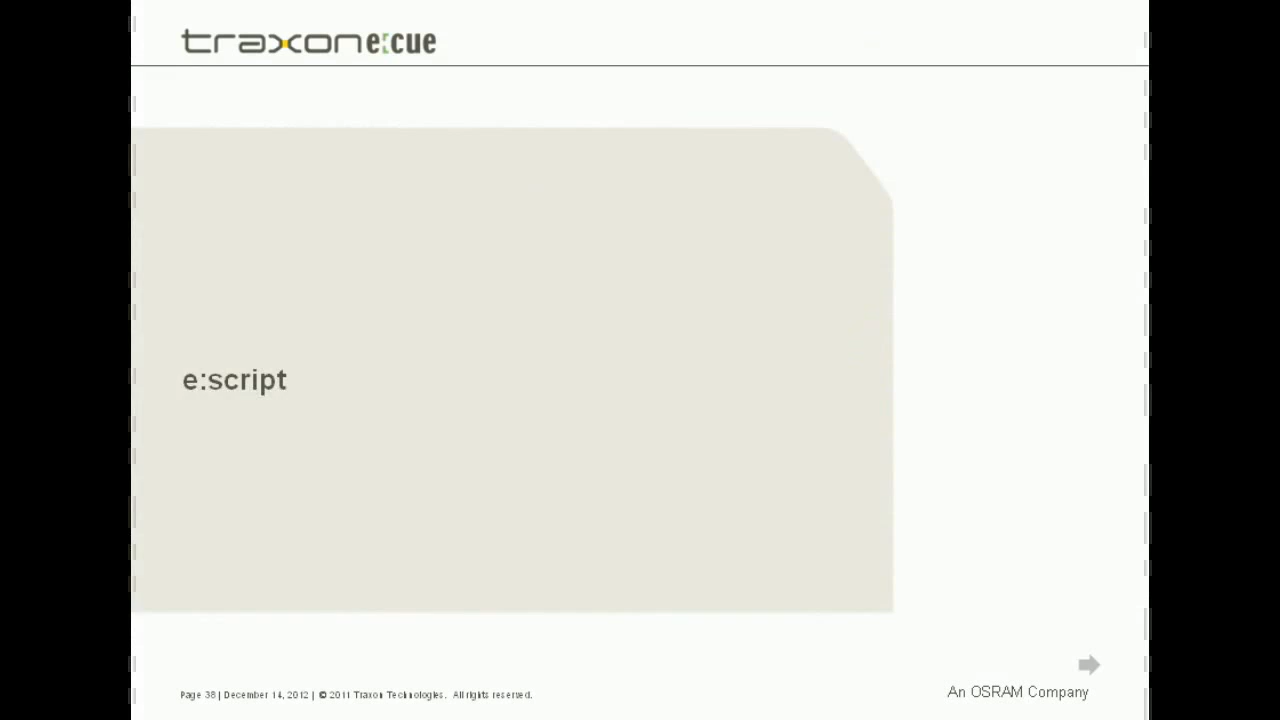 traxon e:cue
e:script
Page 38 | December 14, 2012 | © 2011 Traxon Technologies. All rights reserved.
An OSRAM Company